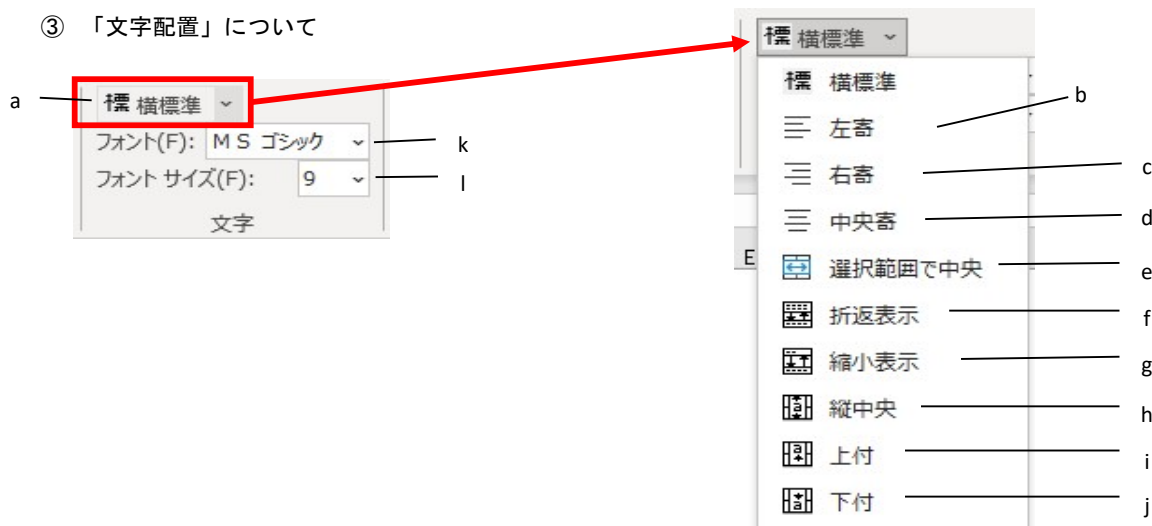 ③ 「文字配置」について
a
標 横標準
フォント(F): ＭＳ ゴシック
k
フォント サイズ(F): 9
l
文字
標 横標準
標 横標準
b
左寄
右寄
c
中央寄
d
E
選択範囲で中央
e
折返表示
f
縮小表示
g
縦中央
h
上付
i
下付
j